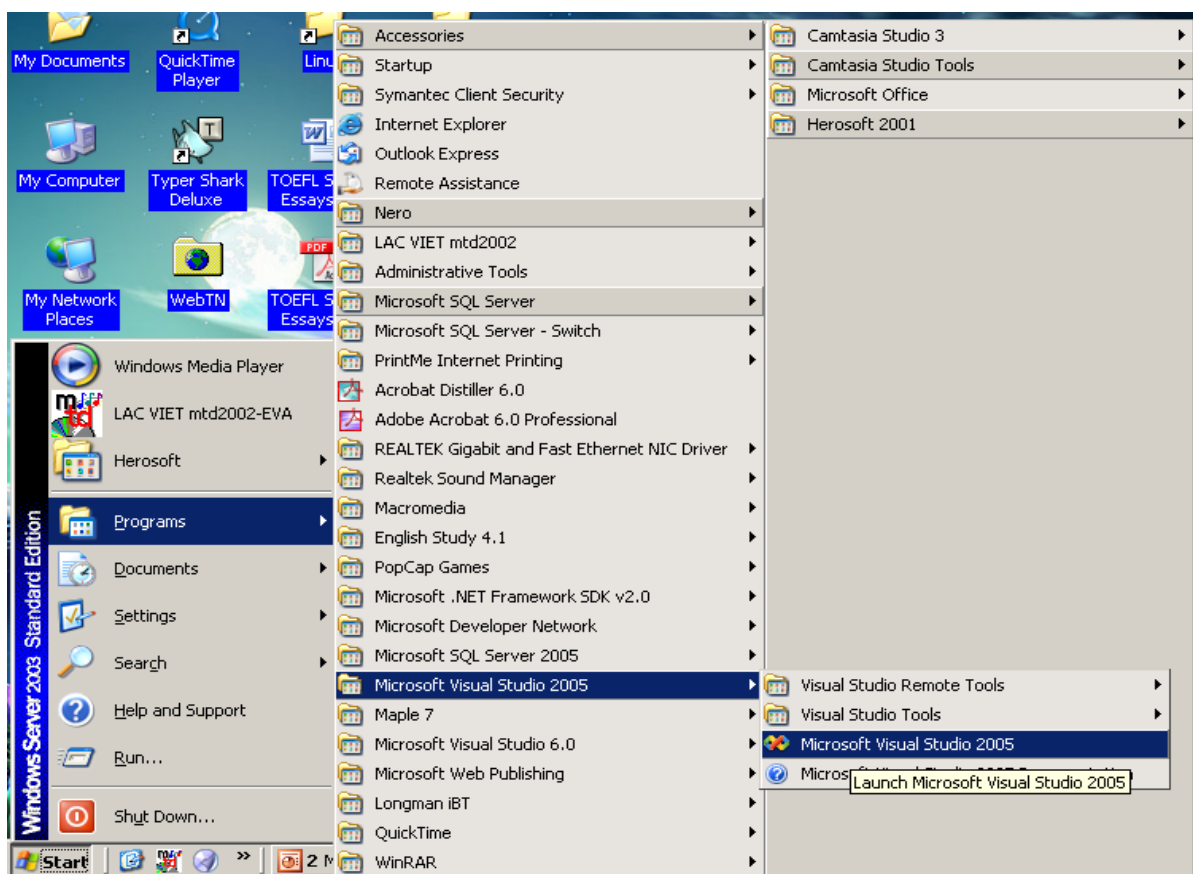 My Documents
QuickTime
Player
My Computer
Typer Shark
Deluxe
TOEFL S
Essays
My Network
Places
WebTN
TOEFL S
Essays
PDF
Windows Media Player
LAC VIET mtd2002-EVA
Herosoft
Programs
Documents
Settings
Search
Help and Support
Run...
Shut Down...
Windows Server 2003 Standard Edition
Start
»
2 M
Accessories
Startup
Symantec Client Security
Internet Explorer
Outlook Express
Remote Assistance
Nero
LAC VIET mtd2002
Administrative Tools
Microsoft SQL Server
Microsoft SQL Server - Switch
PrintMe Internet Printing
Acrobat Distiller 6.0
Adobe Acrobat 6.0 Professional
REALTEK Gigabit and Fast Ethernet NIC Driver
Realtek Sound Manager
Macromedia
English Study 4.1
PopCap Games
Microsoft .NET Framework SDK v2.0
Microsoft Developer Network
Microsoft SQL Server 2005
Microsoft Visual Studio 2005
Maple 7
Microsoft Visual Studio 6.0
Microsoft Web Publishing
Longman iBT
QuickTime
WinRAR
Camtasia Studio 3
Camtasia Studio Tools
Microsoft Office
Herosoft 2001
Visual Studio Remote Tools
Visual Studio Tools
Microsoft Visual Studio 2005
Micros
Launch Microsoft Visual Studio 2005